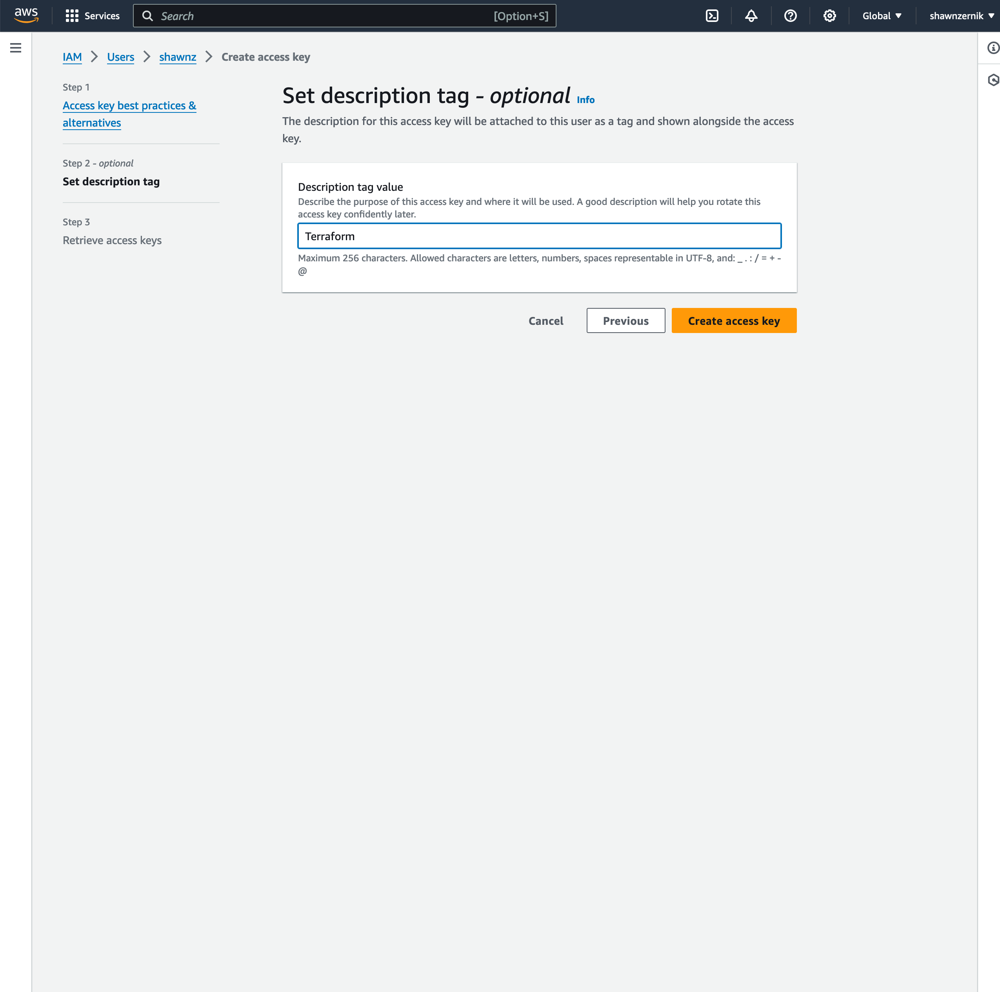 aws Services Search [Option+S] Global shawnzernik
IAM Users shawnz Create access key
Step 1
Access key best practices &
alternatives
Step 2 - optional
Set description tag
Step 3
Retrieve access keys
Set description tag - optional Info
The description for this access key will be attached to this user as a tag and shown alongside the access
key.
Description tag value
Describe the purpose of this access key and where it will be used. A good description will help you rotate this
access key confidently later.
Terraform
Maximum 256 characters. Allowed characters are letters, numbers, spaces representable in UTF-8, and: _ . : / = + -
@
Cancel Previous Create access key